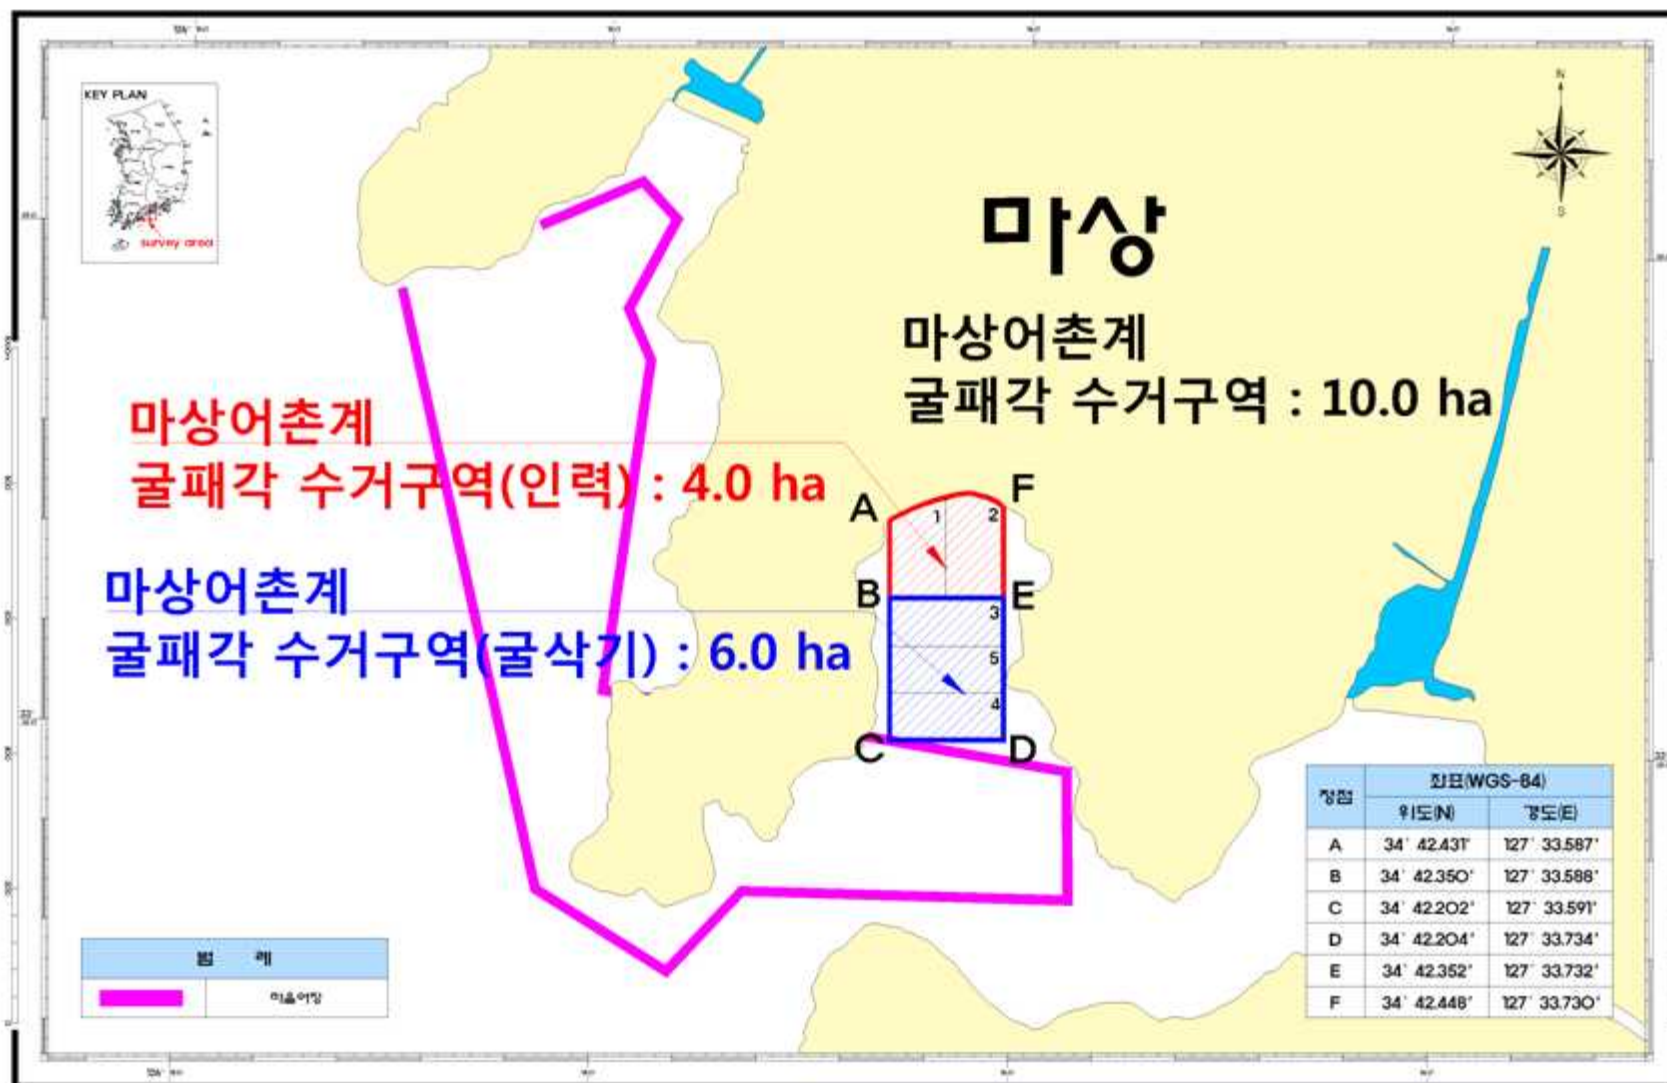 KEY PLAN
survey area
N
S
마상
마상어촌계
굴패각 수거구역 : 10.0 ha
마상어촌계
굴패각 수거구역(인력) : 4.0 ha
마상어촌계
굴패각 수거구역(굴삭기) : 6.0 ha
A
F
1
2
B
E
3
5
4
C
D
정점
좌표(WGS-84)
위도(N)
경도(E)
A 34° 42.431' 127° 33.587'
B 34° 42.350' 127° 33.588'
C 34° 42.202' 127° 33.591'
D 34° 42.204' 127° 33.734'
E 34° 42.352' 127° 33.732'
F 34° 42.448' 127° 33.730'
범 례
마을어장